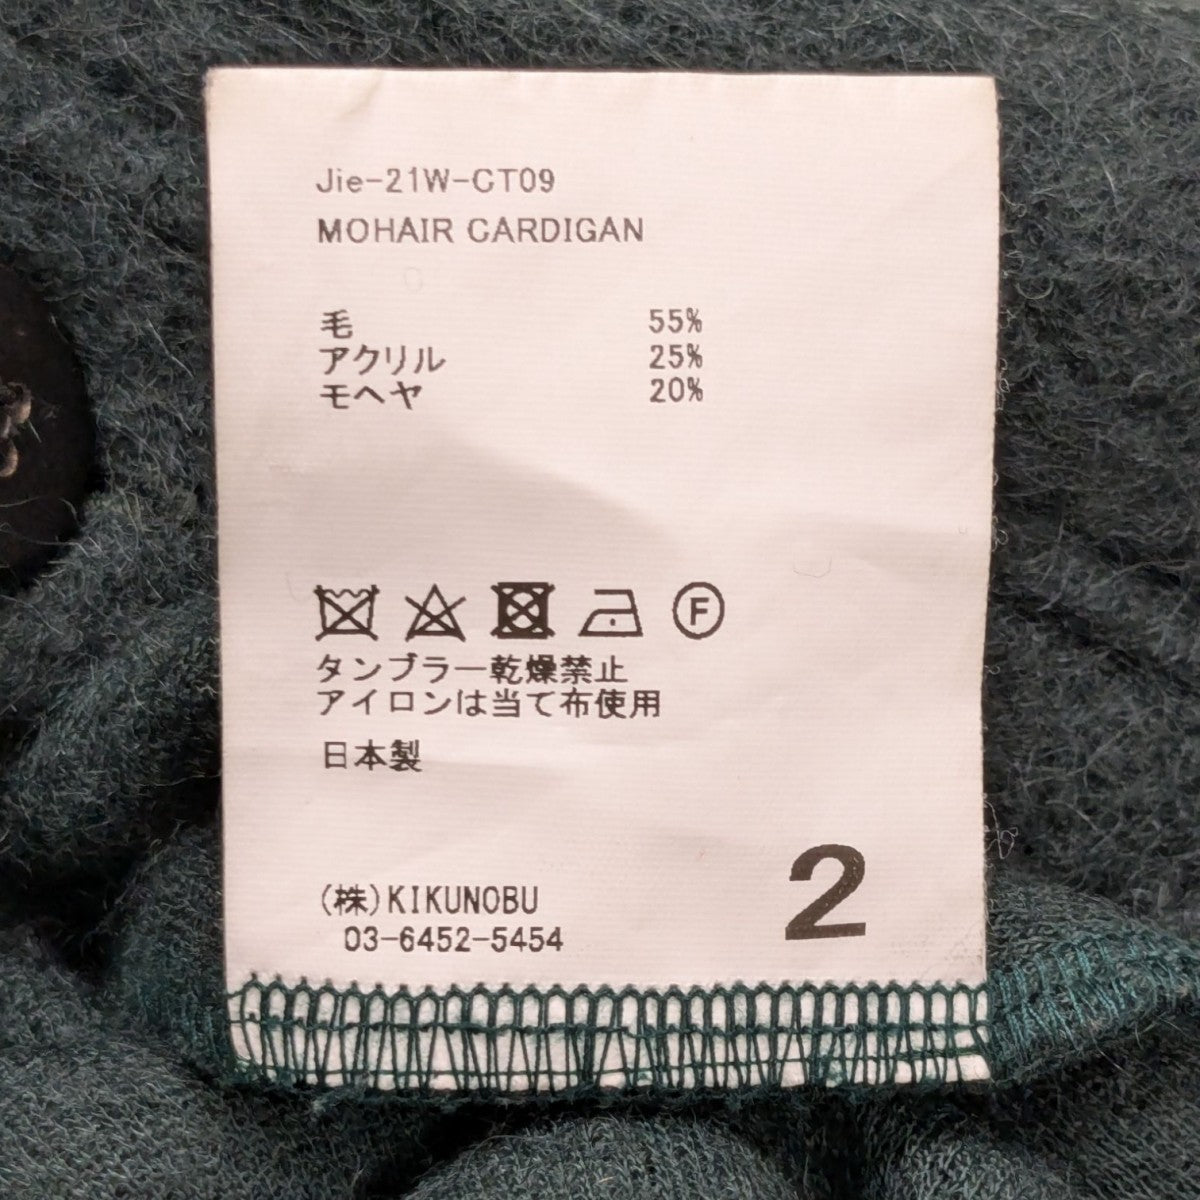 Jie-21W-CT09
MOHAIR CARDIGAN
毛 55%
アクリル 25%
モヘヤ 20%
F
タンブラー乾燥禁止
アイロンは当て布使用
日本製
2
(株)KIKUNOBU
03-6452-5454